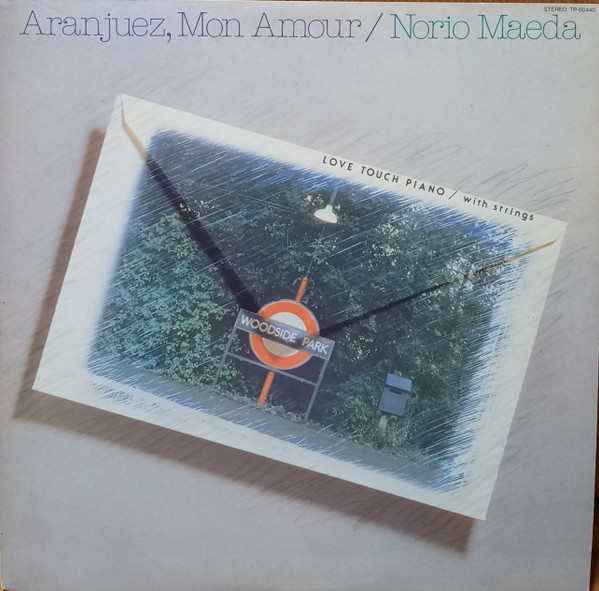 STEREO TP-60440
Aranjuez, Mon Amour / Norio Maeda
LOVE TOUCH PIANO / with strings
WOODSIDE PARK